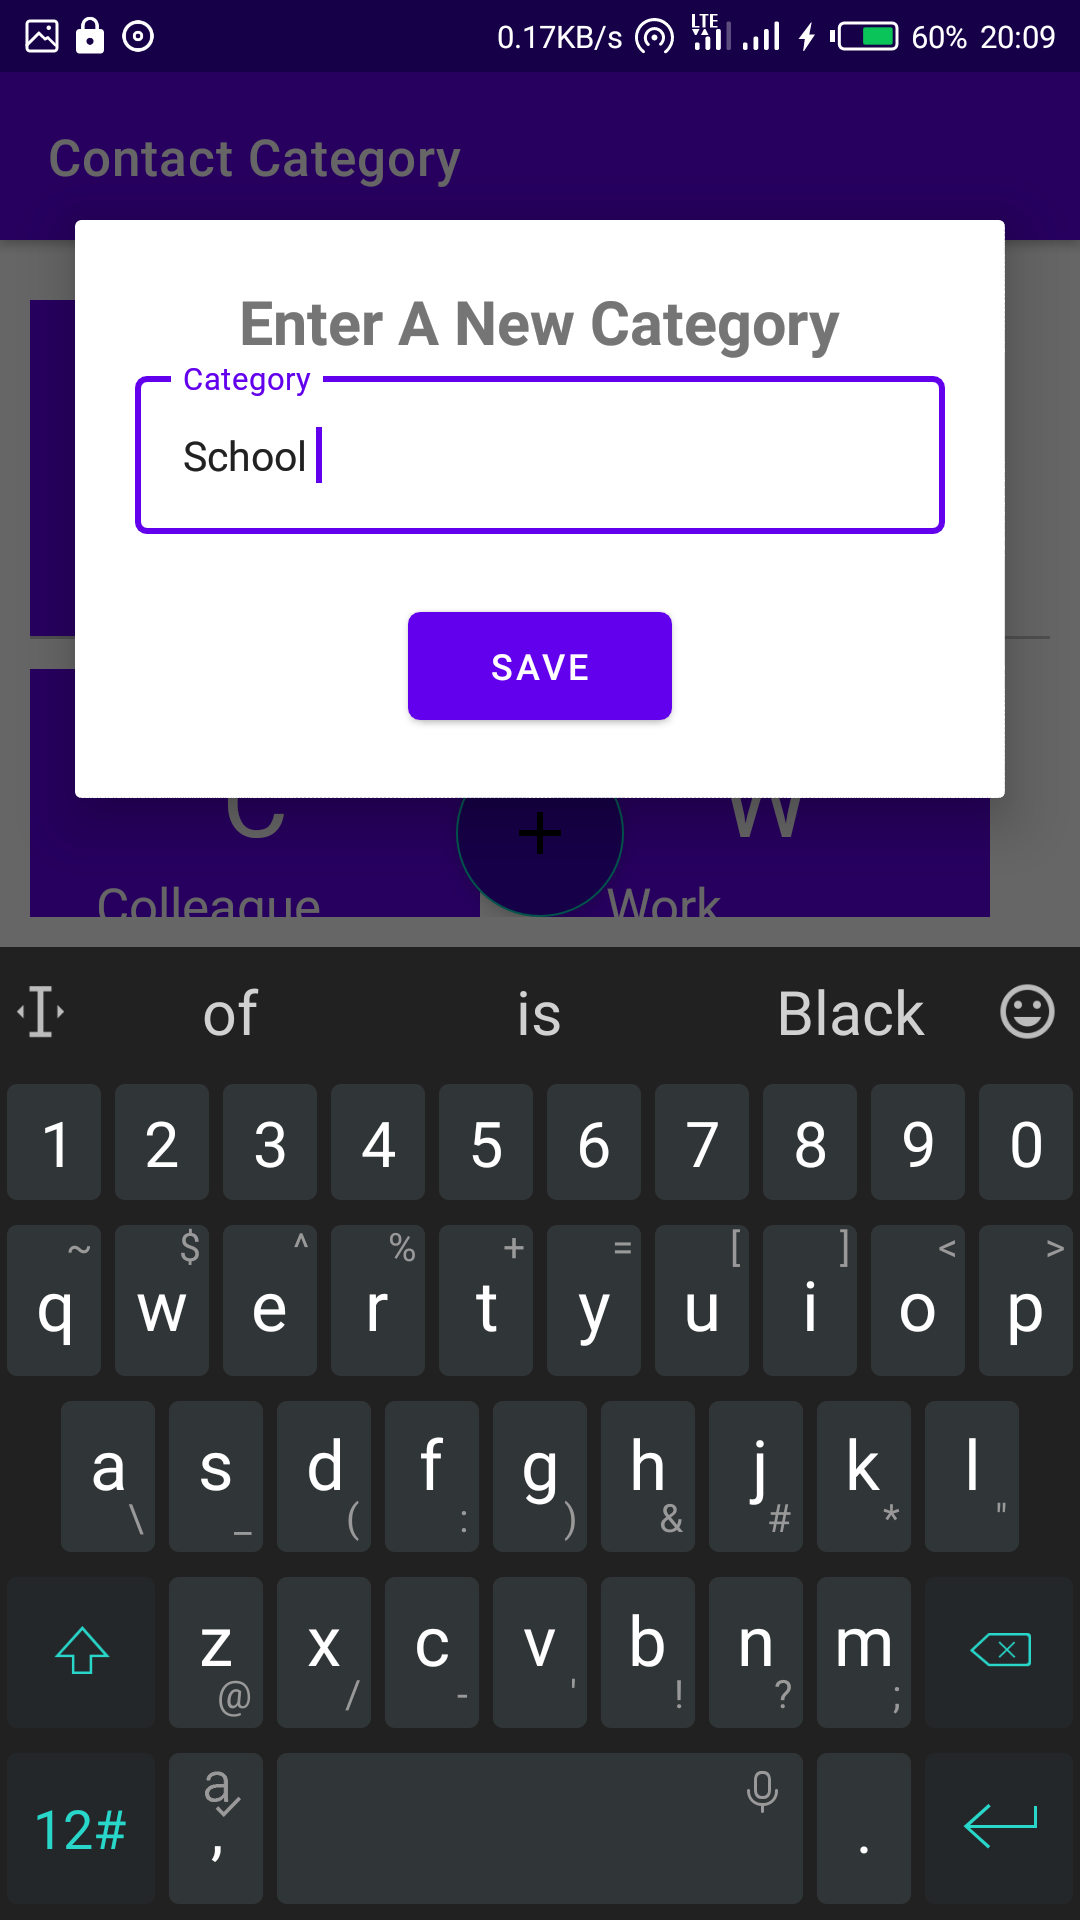 0.17KB/s LTE 60% 20:09
Contact Category
Enter A New Category
Category
School
SAVE
C W
Colleague Work
of is Black
1 2 3 4 5 6 7 8 9 0
~ $ ^ % + = [ ] < >
q w e r t y u i o p
a s d f g h j k l
\ _ ( : ) & # * "
z x c v b n m
@ / - ' ! ? ;
12# a , .